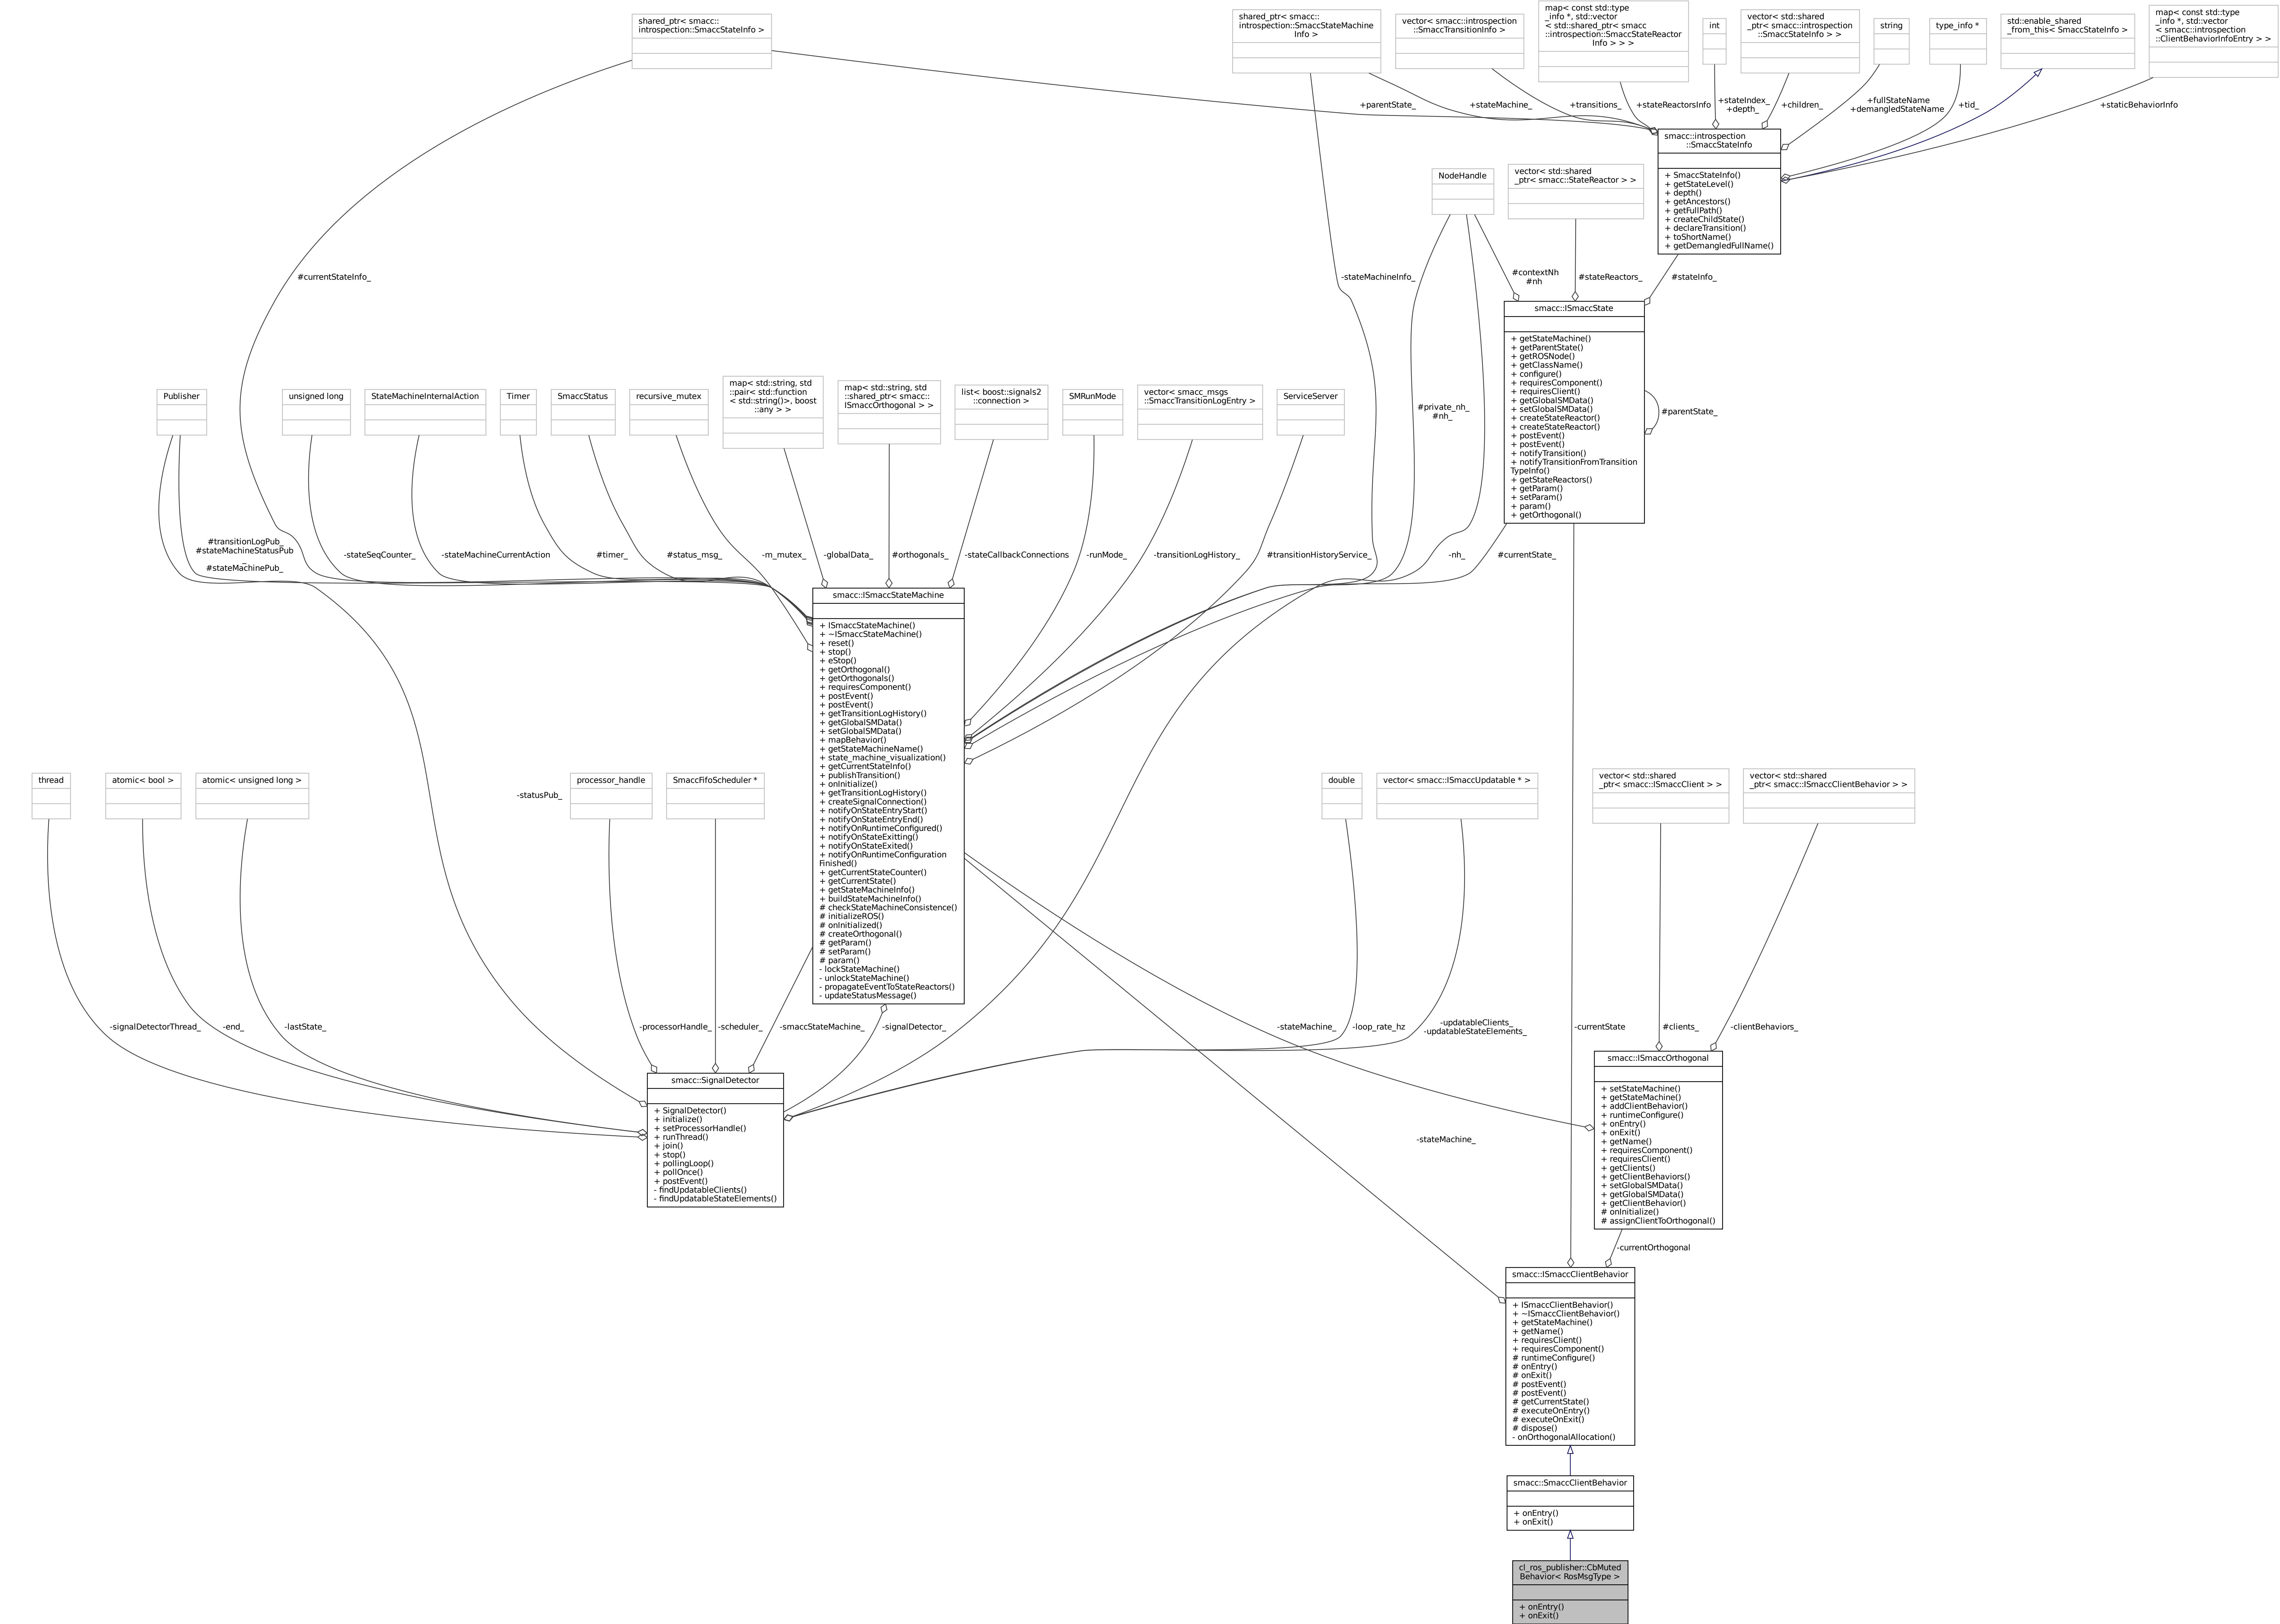 shared_ptr< smacc::
introspection::SmaccStateInfo >
shared_ptr< smacc::
introspection::SmaccStateMachine
Info >
vector< smacc::introspection
::SmaccTransitionInfo >
map< const std::type
_info *, std::vector
< std::shared_ptr< smacc
::introspection::SmaccStateReactor
Info > > >
int
vector< std::shared
_ptr< smacc::introspection
::SmaccStateInfo > >
string
type_info *
std::enable_shared
_from_this< SmaccStateInfo >
map< const std::type
_info *, std::vector
< smacc::introspection
::ClientBehaviorInfoEntry > >
+parentState_
+stateMachine_
+transitions_
+stateReactorsInfo
+stateIndex_
+depth_
+children_
+fullStateName
+demangledStateName
+tid_
+staticBehaviorInfo
smacc::introspection
::SmaccStateInfo
+ SmaccStateInfo()
+ getStateLevel()
+ depth()
+ getAncestors()
+ getFullPath()
+ createChildState()
+ declareTransition()
+ toShortName()
+ getDemangledFullName()
NodeHandle
vector< std::shared
_ptr< smacc::StateReactor > >
#currentStateInfo_
-stateMachineInfo_
#contextNh
#nh
#stateReactors_
#stateInfo_
smacc::ISmaccState
+ getStateMachine()
+ getParentState()
+ getROSNode()
+ getClassName()
+ configure()
+ requiresComponent()
+ requiresClient()
+ getGlobalSMData()
+ setGlobalSMData()
+ createStateReactor()
+ createStateReactor()
+ postEvent()
+ postEvent()
+ notifyTransition()
+ notifyTransitionFromTransition
TypeInfo()
+ getStateReactors()
+ getParam()
+ setParam()
+ param()
+ getOrthogonal()
#parentState_
#private_nh_
#nh_
Publisher
unsigned long
StateMachineInternalAction
Timer
SmaccStatus
recursive_mutex
map< std::string, std
::pair< std::function
< std::string()>, boost
::any > >
map< std::string, std
::shared_ptr< smacc::
ISmaccOrthogonal > >
list< boost::signals2
::connection >
SMRunMode
vector< smacc_msgs
::SmaccTransitionLogEntry >
ServiceServer
#transitionLogPub_
#stateMachineStatusPub
_
#stateMachinePub_
-stateSeqCounter_
-stateMachineCurrentAction
#timer_
#status_msg_
-m_mutex_
-globalData_
#orthogonals_
-stateCallbackConnections
-runMode_
-transitionLogHistory_
#transitionHistoryService_
-nh_
#currentState_
smacc::ISmaccStateMachine
+ ISmaccStateMachine()
+ ~ISmaccStateMachine()
+ reset()
+ stop()
+ eStop()
+ getOrthogonal()
+ getOrthogonals()
+ requiresComponent()
+ postEvent()
+ postEvent()
+ getTransitionLogHistory()
+ getGlobalSMData()
+ setGlobalSMData()
+ mapBehavior()
+ getStateMachineName()
+ state_machine_visualization()
+ getCurrentStateInfo()
+ publishTransition()
+ onInitialize()
+ getTransitionLogHistory()
+ createSignalConnection()
+ notifyOnStateEntryStart()
+ notifyOnStateEntryEnd()
+ notifyOnRuntimeConfigured()
+ notifyOnStateExitting()
+ notifyOnStateExited()
+ notifyOnRuntimeConfiguration
Finished()
+ getCurrentStateCounter()
+ getCurrentState()
+ getStateMachineInfo()
+ buildStateMachineInfo()
# checkStateMachineConsistence()
# initializeROS()
# onInitialized()
# createOrthogonal()
# getParam()
# setParam()
# param()
- lockStateMachine()
- unlockStateMachine()
- propagateEventToStateReactors()
- updateStatusMessage()
thread
atomic< bool >
atomic< unsigned long >
-statusPub_
processor_handle
SmaccFifoScheduler *
double
vector< smacc::ISmaccUpdatable * >
vector< std::shared
_ptr< smacc::ISmaccClient > >
vector< std::shared
_ptr< smacc::ISmaccClientBehavior > >
-signalDetectorThread_
-end_
-lastState_
-processorHandle_
-scheduler_
-smaccStateMachine_
-signalDetector_
-stateMachine_
-loop_rate_hz
-updatableClients_
-updatableStateElements_
-currentState
#clients_
-clientBehaviors_
smacc::SignalDetector
+ SignalDetector()
+ initialize()
+ setProcessorHandle()
+ runThread()
+ join()
+ stop()
+ pollingLoop()
+ pollOnce()
+ postEvent()
- findUpdatableClients()
- findUpdatableStateElements()
smacc::ISmaccOrthogonal
+ setStateMachine()
+ getStateMachine()
+ addClientBehavior()
+ runtimeConfigure()
+ onEntry()
+ onExit()
+ getName()
+ requiresComponent()
+ requiresClient()
+ getClients()
+ getClientBehaviors()
+ setGlobalSMData()
+ getGlobalSMData()
+ getClientBehavior()
# onInitialize()
# assignClientToOrthogonal()
-stateMachine_
-currentOrthogonal
smacc::ISmaccClientBehavior
+ ISmaccClientBehavior()
+ ~ISmaccClientBehavior()
+ getStateMachine()
+ getName()
+ requiresClient()
+ requiresComponent()
# runtimeConfigure()
# onEntry()
# onExit()
# postEvent()
# postEvent()
# getCurrentState()
# executeOnEntry()
# executeOnExit()
# dispose()
- onOrthogonalAllocation()
smacc::SmaccClientBehavior
+ onEntry()
+ onExit()
cl_ros_publisher::CbMuted
Behavior< RosMsgType >
+ onEntry()
+ onExit()